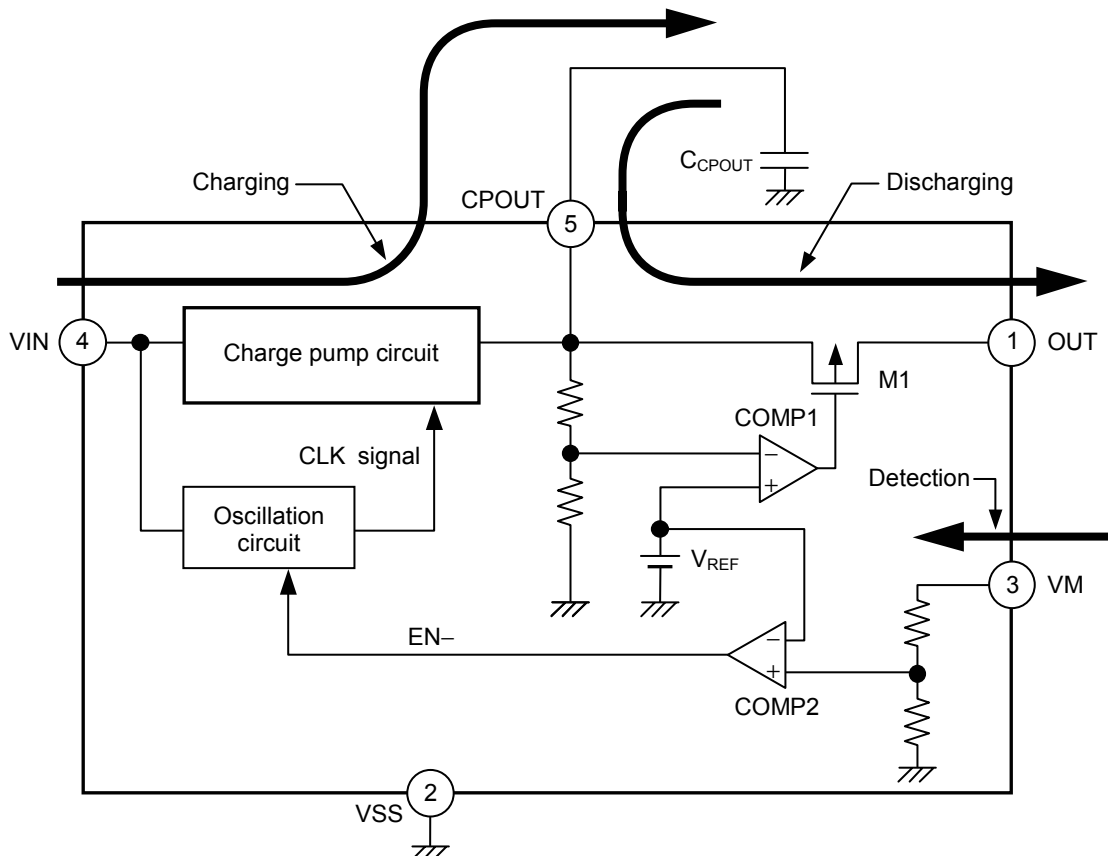 C_CPOUT
Charging
CPOUT
Discharging
5
VIN
4
Charge pump circuit
1
OUT
M1
COMP1
−
+
CLK signal
Detection
Oscillation
circuit
V_REF
3
VM
EN−
−
+
COMP2
2
VSS